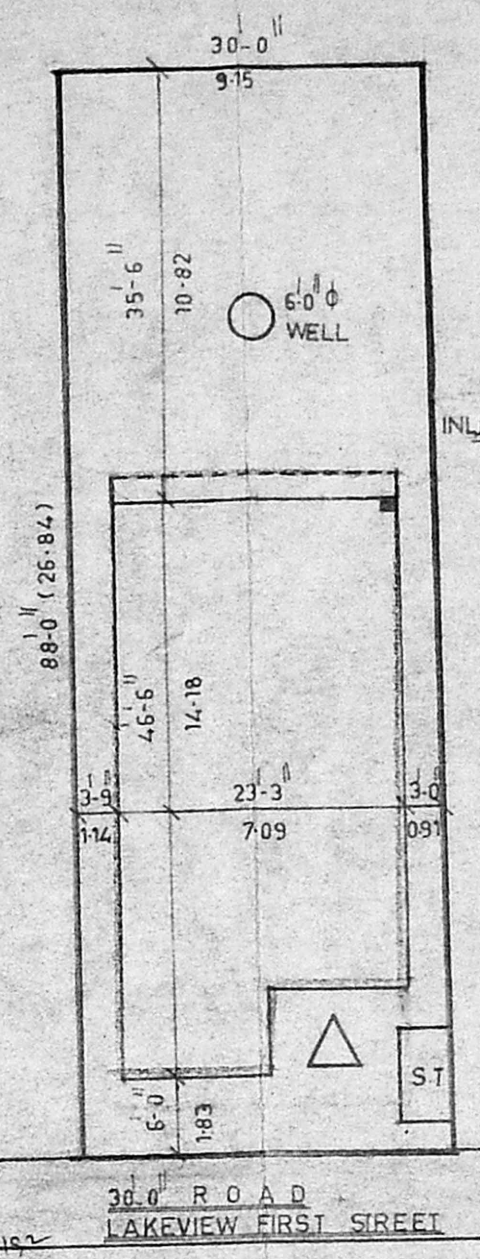 30'-0"
9·15
35'-6"
10·82
6'·0" ϕ
WELL
INL
88'-0" (26·84)
46'-6"
14·18
3'-9"
1·14
23'-3"
7·09
3'-0"
0·91
S.T
6'-0"
1·83
30'·0" ROAD
LAKEVIEW FIRST STREET